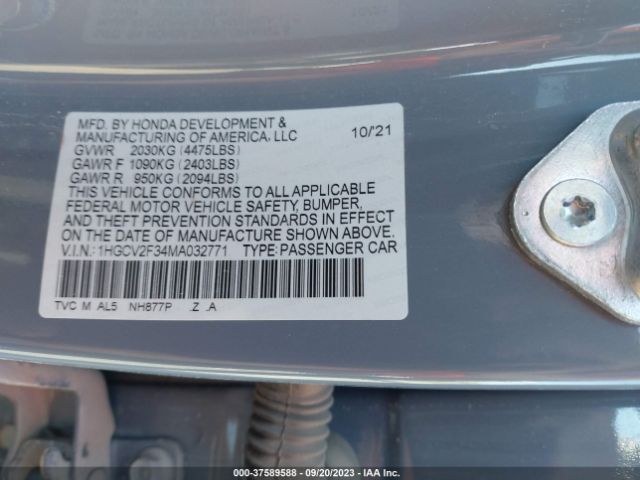 MFD. BY HONDA DEVELOPMENT &
MANUFACTURING OF AMERICA, LLC 10/21
GVWR 2030KG (4475LBS)
GAWR F 1090KG (2403LBS)
GAWR R 950KG (2094LBS)
THIS VEHICLE CONFORMS TO ALL APPLICABLE
FEDERAL MOTOR VEHICLE SAFETY, BUMPER,
AND THEFT PREVENTION STANDARDS IN EFFECT
ON THE DATE OF MANUFACTURE SHOWN ABOVE.
V.I.N.: 1HGCV2F34MA032771 TYPE: PASSENGER CAR
TVC M AL5 NH877P .Z .A
000-37589588 - 09/20/2023 - IAA Inc.